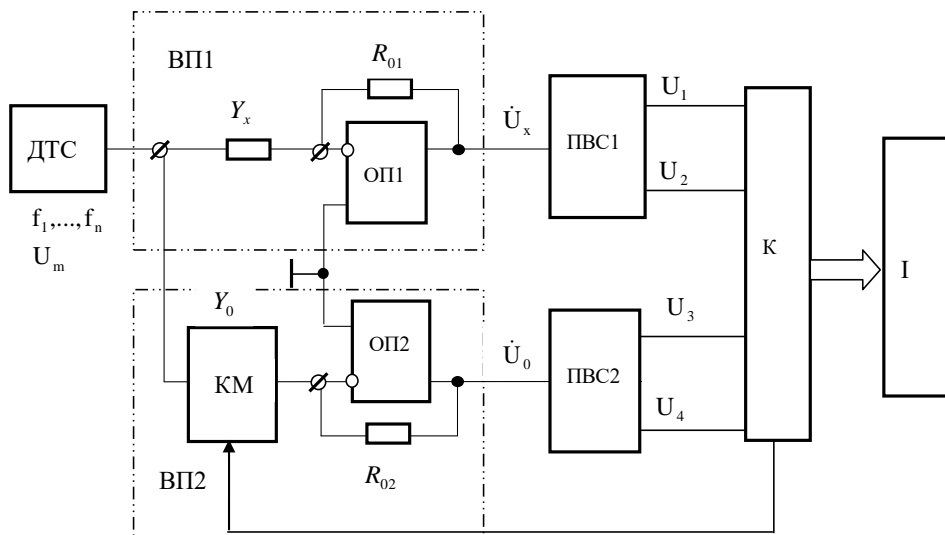 ВП1
R₀₁
Yₓ
U̇ₓ
U₁
ДТС
ПВС1
ОП1
U₂
f₁,...,fₙ
Uₘ
К
I
Y₀
U₃
ОП2
U̇₀
КМ
ПВС2
U₄
ВП2
R₀₂